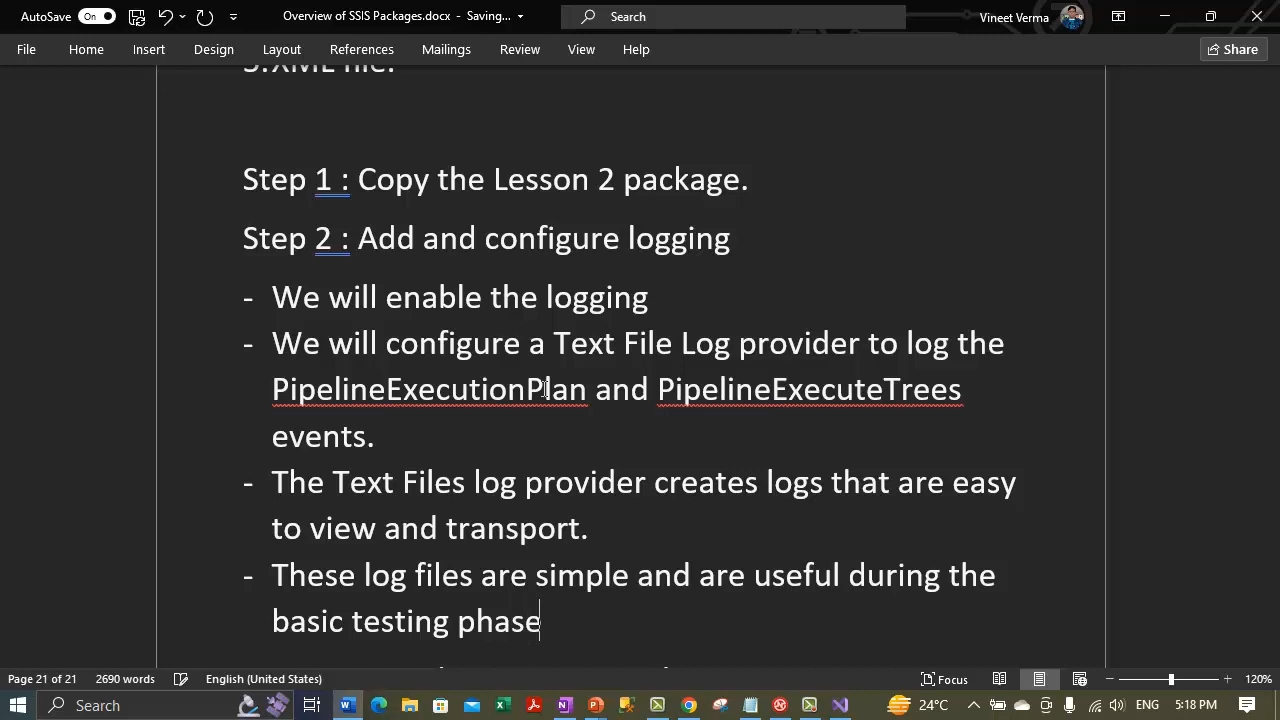 AutoSave On Overview of SSIS Packages.docx - Saving... Search Vineet Verma
File Home Insert Design Layout References Mailings Review View Help Share
3.XML file.
Step 1 : Copy the Lesson 2 package.
Step 2 : Add and configure logging
- We will enable the logging
- We will configure a Text File Log provider to log the
PipelineExecutionPlan and PipelineExecuteTrees
events.
- The Text Files log provider creates logs that are easy
to view and transport.
- These log files are simple and are useful during the
basic testing phase
Page 21 of 21 2690 words English (United States) Focus 120%
Search 24°C ENG 5:18 PM